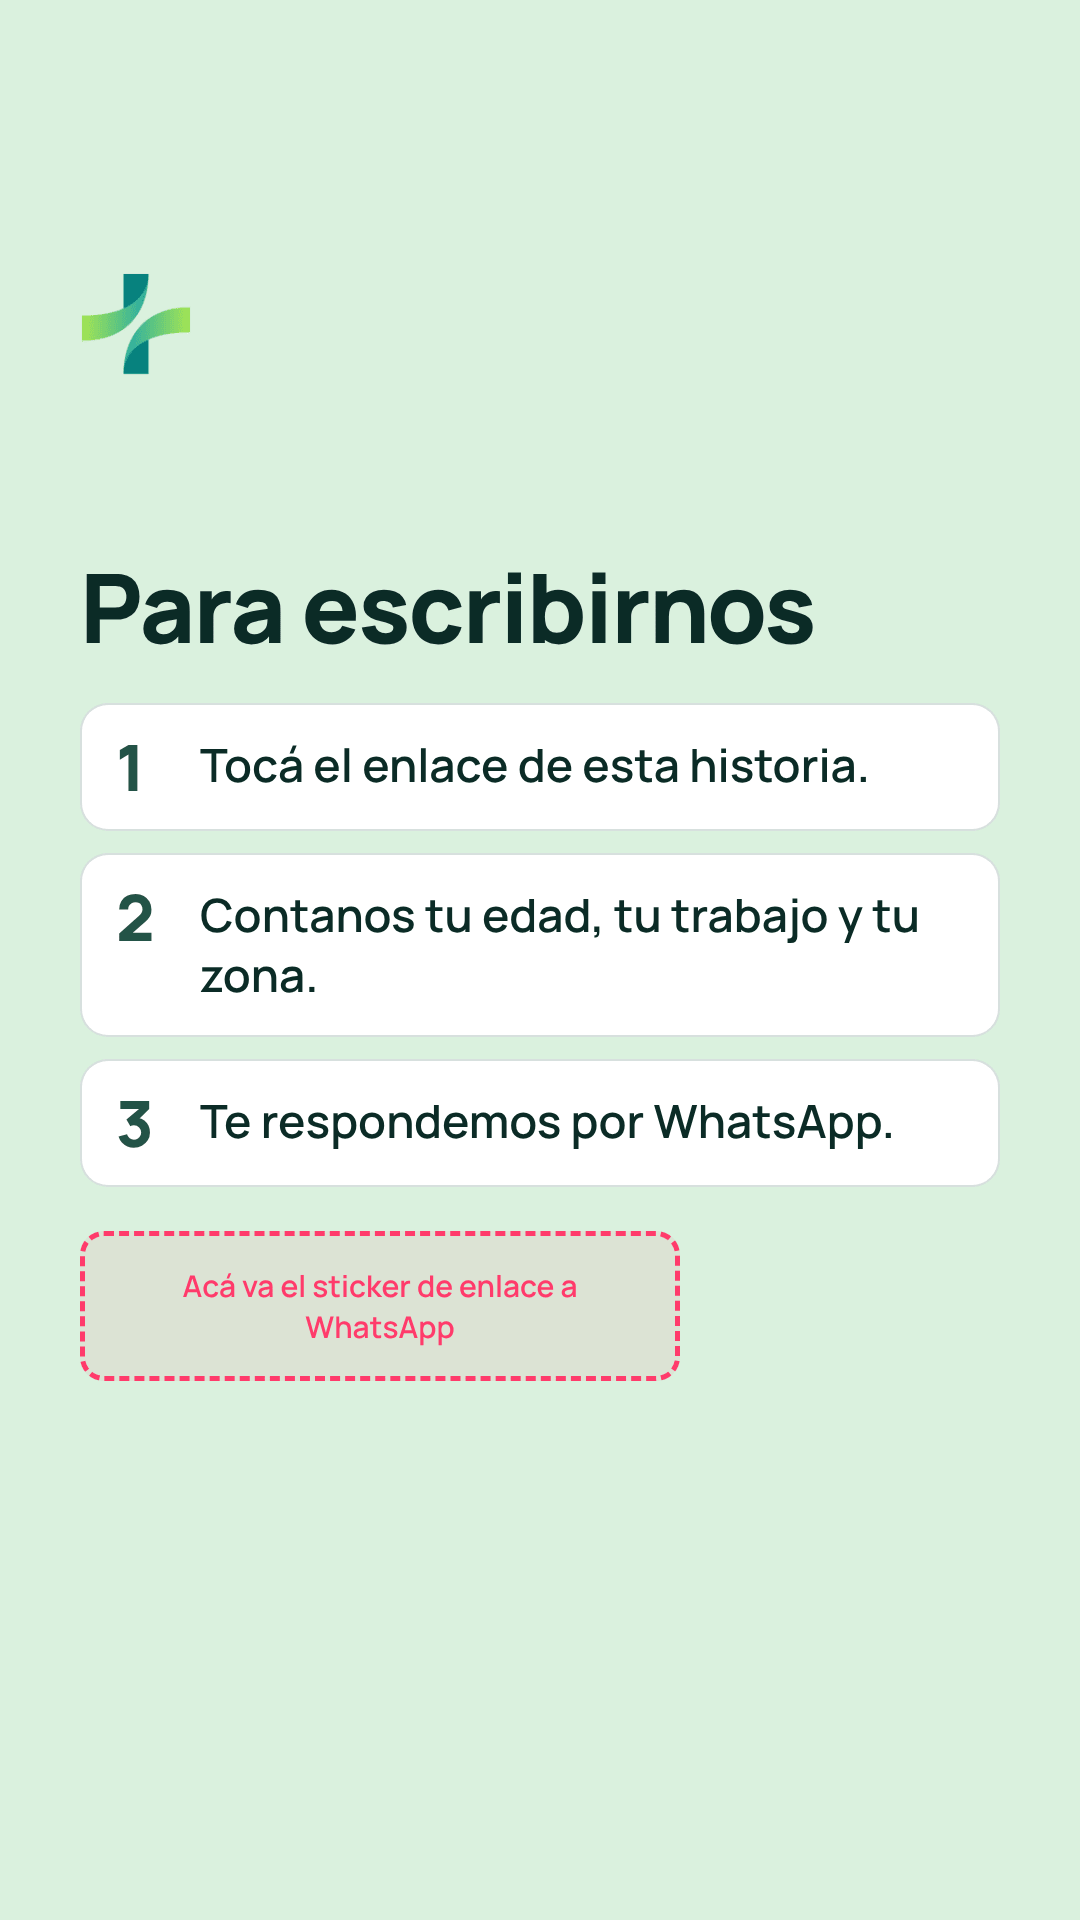 Para escribirnos
1 Tocá el enlace de esta historia.
2 Contanos tu edad, tu trabajo y tu
zona.
3 Te respondemos por WhatsApp.
Acá va el sticker de enlace a
WhatsApp